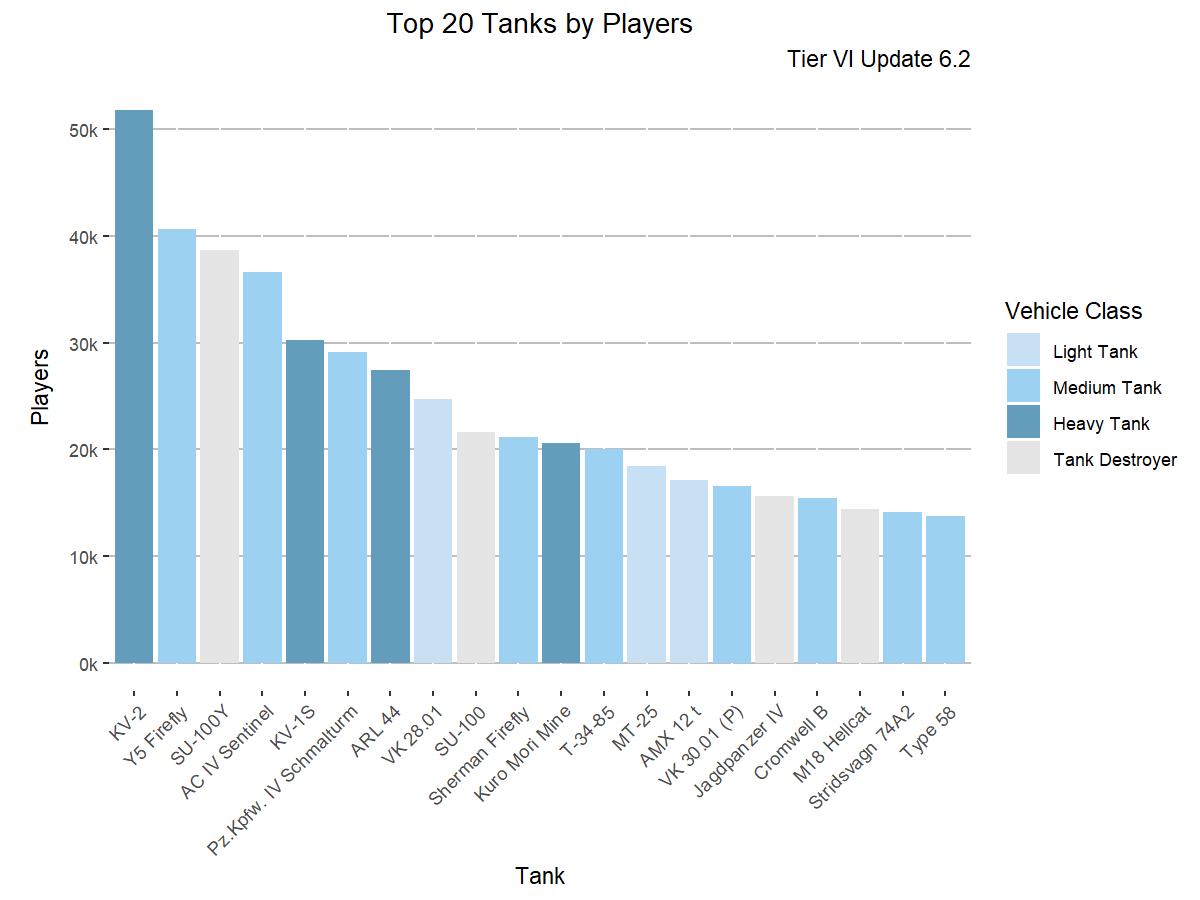 Top 20 Tanks by Players
Tier VI Update 6.2
50k
40k
30k
20k
10k
0k
Players
KV-2
Y5 Firefly
SU-100Y
AC IV Sentinel
KV-1S
Pz.Kpfw. IV Schmalturm
ARL 44
VK 28.01
SU-100
Sherman Firefly
Kuro Mori Mine
T-34-85
MT-25
AMX 12 t
VK 30.01 (P)
Jagdpanzer IV
Cromwell B
M18 Hellcat
Stridsvagn 74A2
Type 58
Tank
Vehicle Class
Light Tank
Medium Tank
Heavy Tank
Tank Destroyer